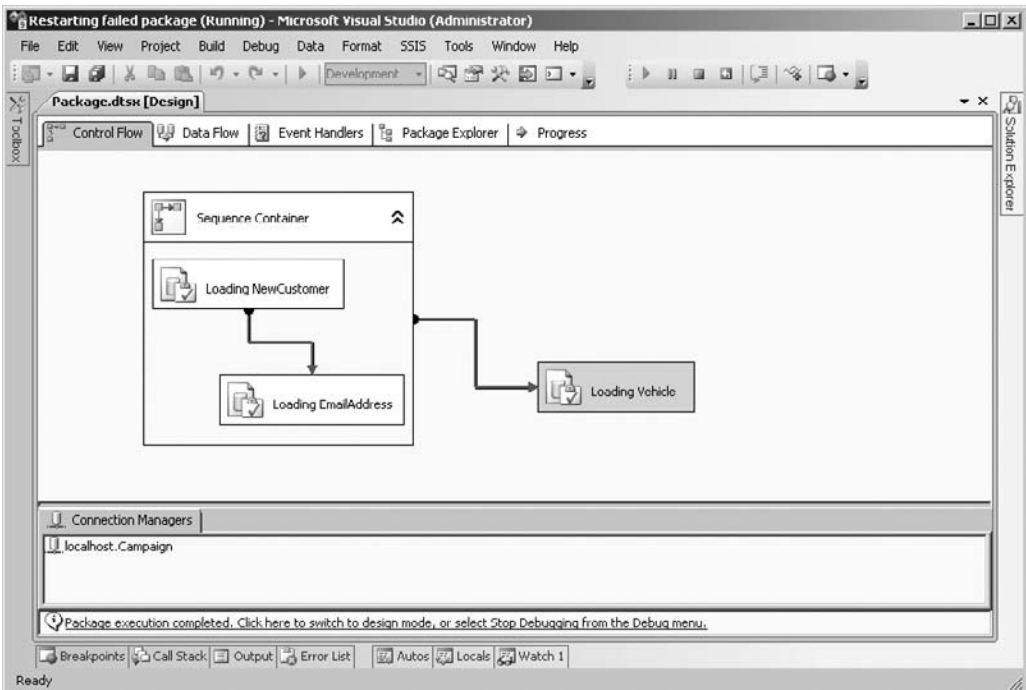 Restarting failed package (Running) - Microsoft Visual Studio (Administrator)
File Edit View Project Build Debug Data Format SSIS Tools Window Help
Development
Package.dtsx [Design]
Toolbox
Solution Explorer
Control Flow Data Flow Event Handlers Package Explorer Progress
Sequence Container
Loading NewCustomer
Loading EmailAddress
Loading Vehicle
Connection Managers
localhost.Campaign
Package execution completed. Click here to switch to design mode, or select Stop Debugging from the Debug menu.
Breakpoints Call Stack Output Error List Autos Locals Watch 1
Ready